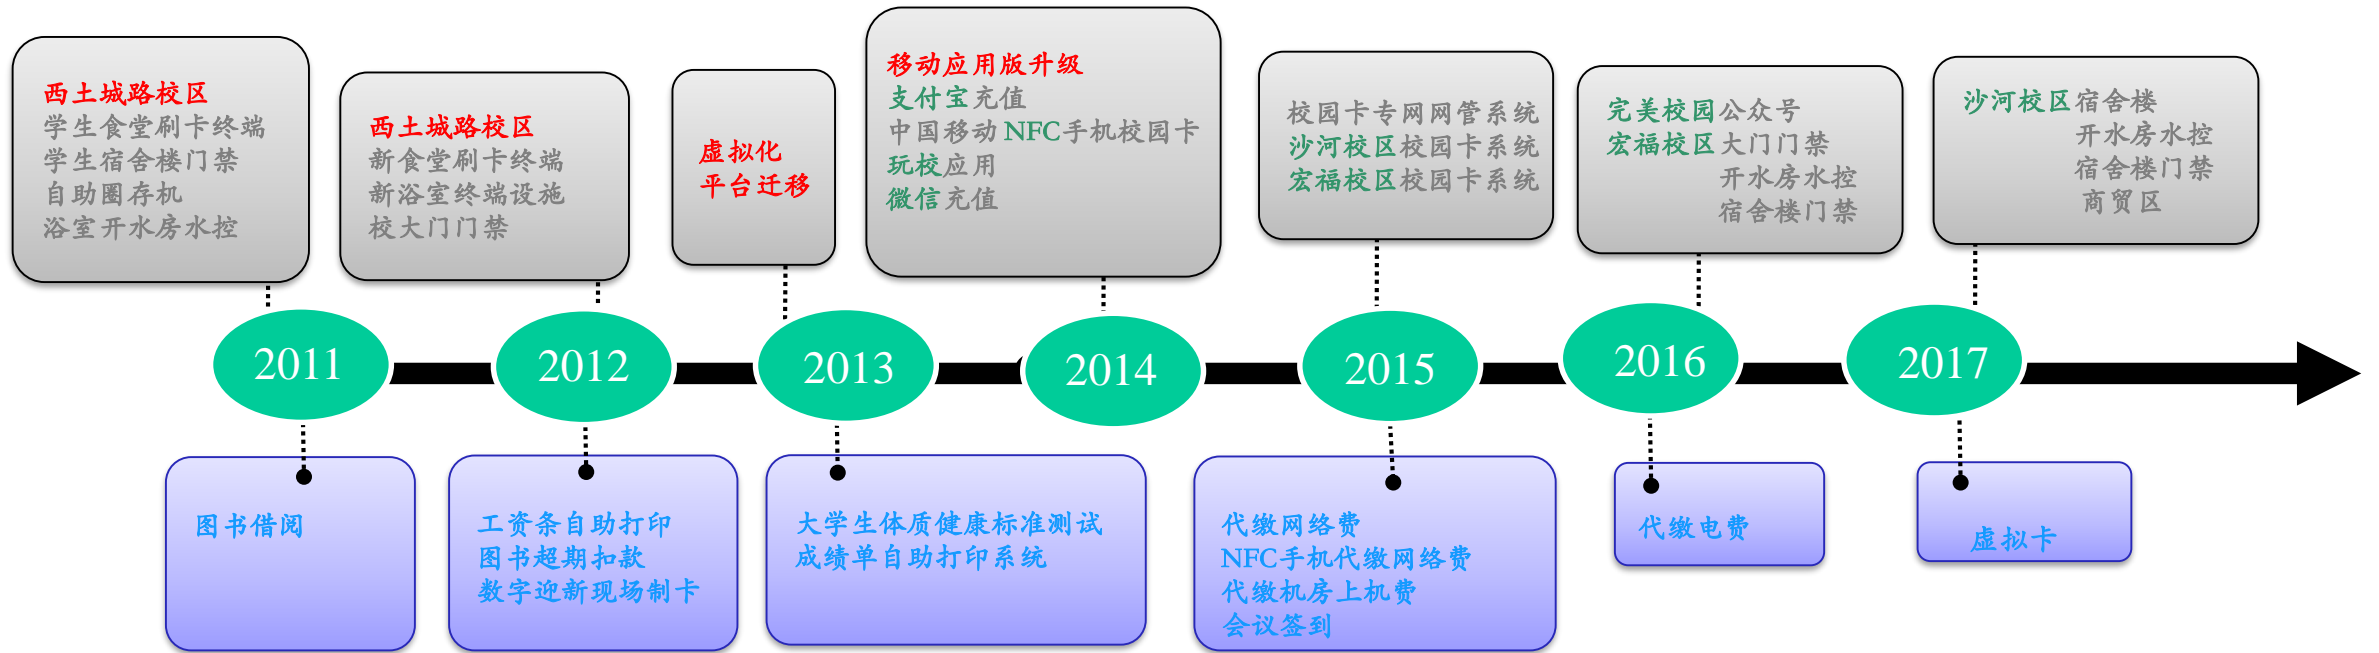 西土城路校区
学生食堂刷卡终端
学生宿舍楼门禁
自助圈存机
浴室开水房水控
西土城路校区
新食堂刷卡终端
新浴室终端设施
校大门门禁
虚拟化
平台迁移
移动应用版升级
支付宝充值
中国移动NFC手机校园卡
玩校应用
微信充值
校园卡专网网管系统
沙河校区校园卡系统
宏福校区校园卡系统
完美校园公众号
宏福校区大门门禁
开水房水控
宿舍楼门禁
沙河校区宿舍楼
开水房水控
宿舍楼门禁
商贸区
2011
2012
2013
2014
2015
2016
2017
图书借阅
工资条自助打印
图书超期扣款
数字迎新现场制卡
大学生体质健康标准测试
成绩单自助打印系统
代缴网络费
NFC手机代缴网络费
代缴机房上机费
会议签到
代缴电费
虚拟卡